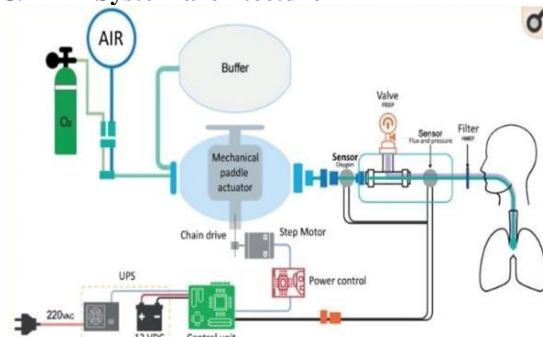 AIR
Buffer
O₂
Mechanical
paddle
actuator
Valve
PEEP
Sensor
Oxygen
Sensor
Flux and pressure
Filter
HMEF
Chain drive
Step Motor
Power control
UPS
220VAC
12 VDC
Control unit